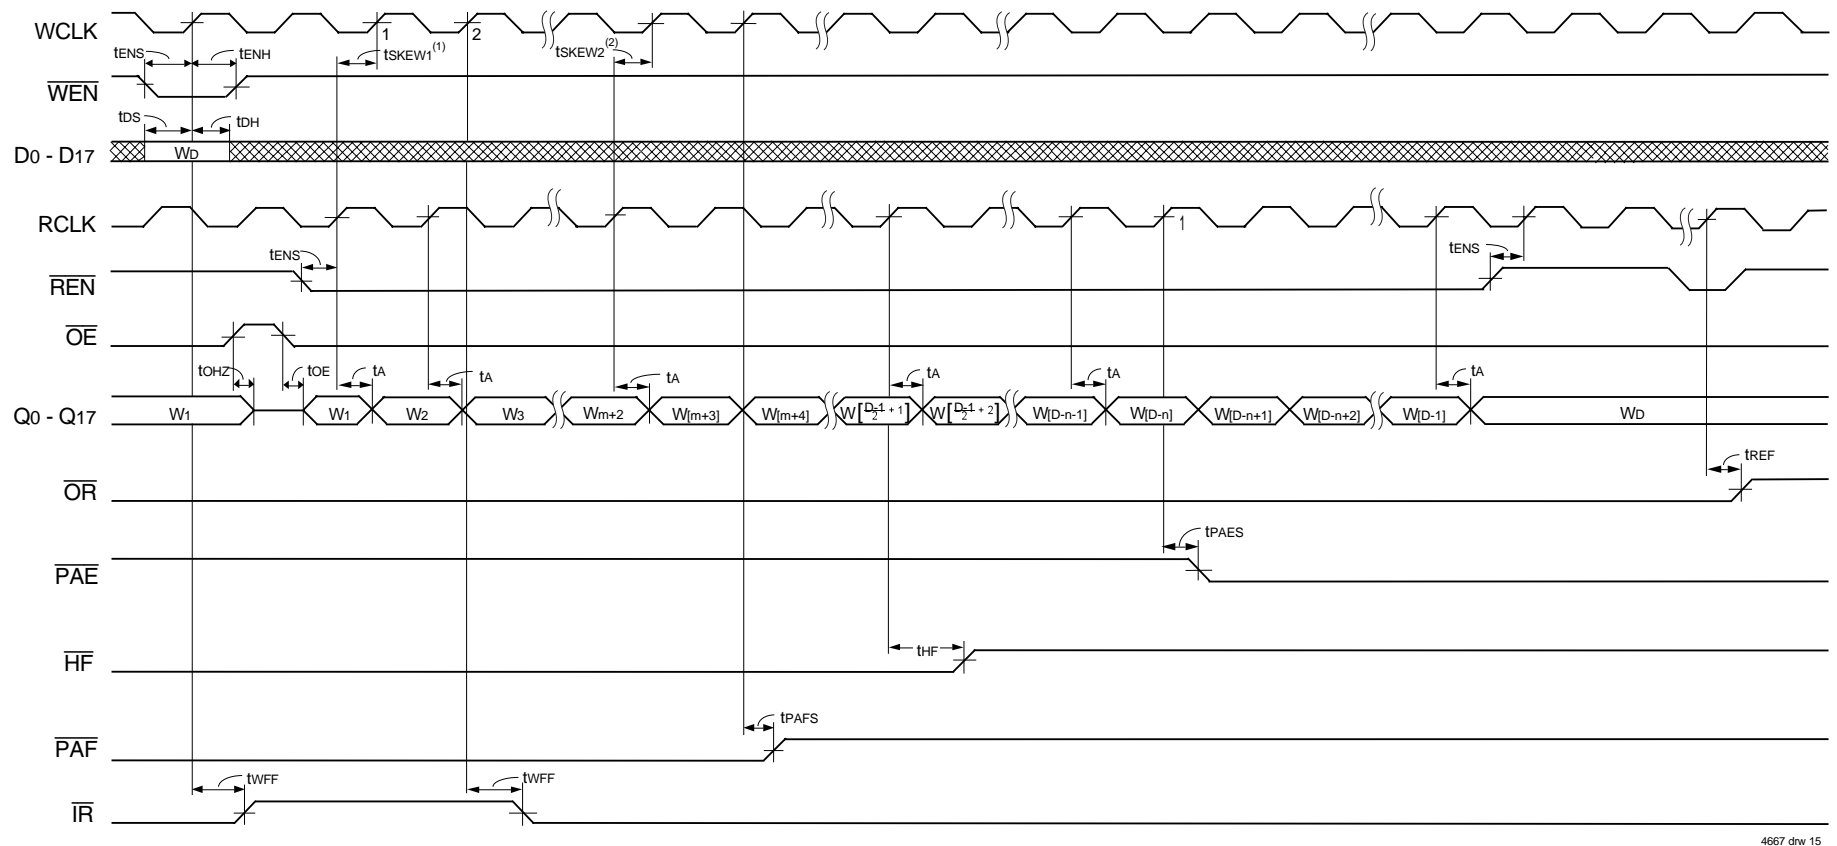 WCLK
1
2
tENS
tENH
tSKEW1(1)
tSKEW2(2)
WEN
tDS
tDH
D0 - D17
WD
RCLK
1
tENS
tENS
REN
OE
tOHZ
tOE
tA
tA
tA
tA
tA
tA
Q0 - Q17
W1
W1
W2
W3
Wm+2
W[m+3]
W[m+4]
W[D-1/2 + 1]
W[D-1/2 + 2]
W[D-n-1]
W[D-n]
W[D-n+1]
W[D-n+2]
W[D-1]
WD
tREF
OR
tPAES
PAE
HF
tHF
tPAFS
PAF
tWFF
tWFF
IR
4667 drw 15